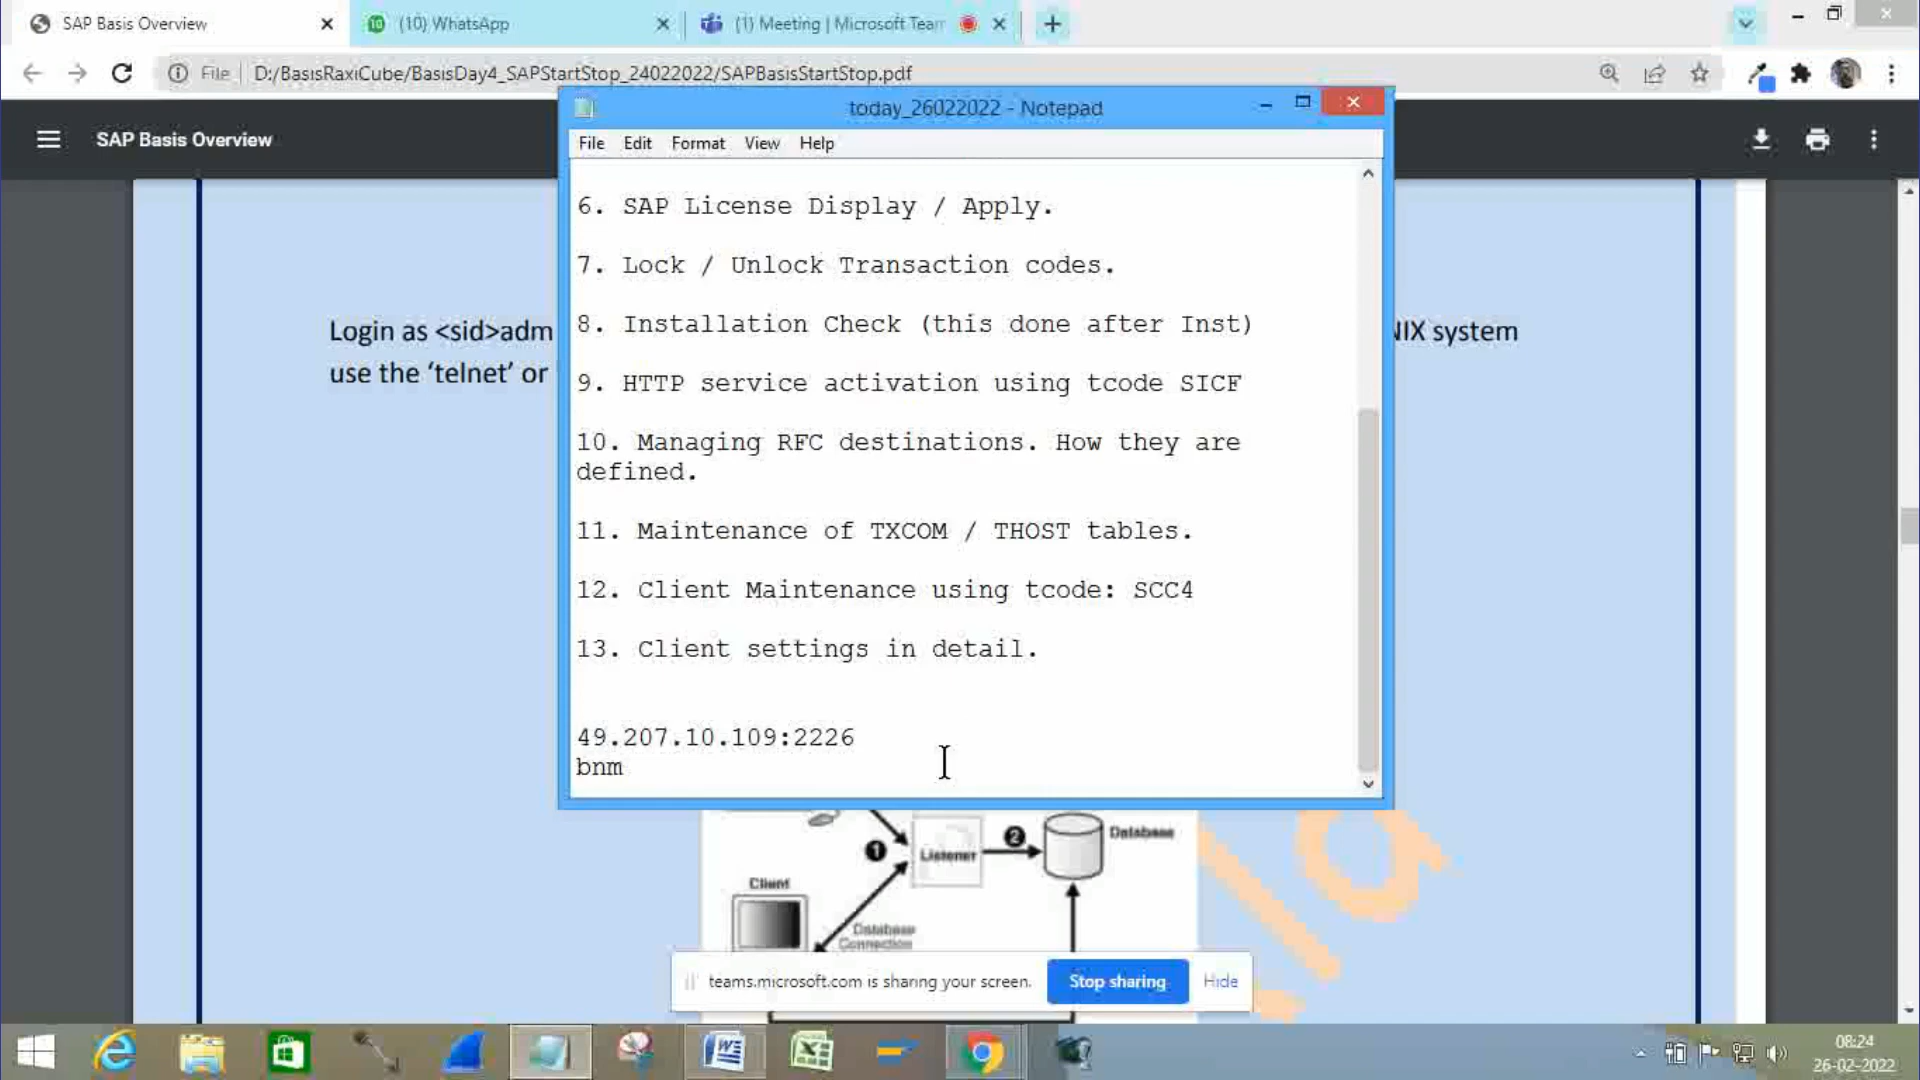 SAP Basis Overview
(10) WhatsApp
(1) Meeting | Microsoft Team
File
D:/BasisRaxiCube/BasisDay4_SAPStartStop_24022022/SAPBasisStartStop.pdf
SAP Basis Overview
today_26022022 - Notepad
File Edit Format View Help
6. SAP License Display / Apply.
7. Lock / Unlock Transaction codes.
8. Installation Check (this done after Inst)
9. HTTP service activation using tcode SICF
10. Managing RFC destinations. How they are
defined.
11. Maintenance of TXCOM / THOST tables.
12. Client Maintenance using tcode: SCC4
13. Client settings in detail.
49.207.10.109:2226
bnm
Login as <sid>adm
NIX system
use the ‘telnet’ or
1
2
Listener
Database
Client
Database
Connection
teams.microsoft.com is sharing your screen.
Stop sharing
Hide
08:24
26-02-2022